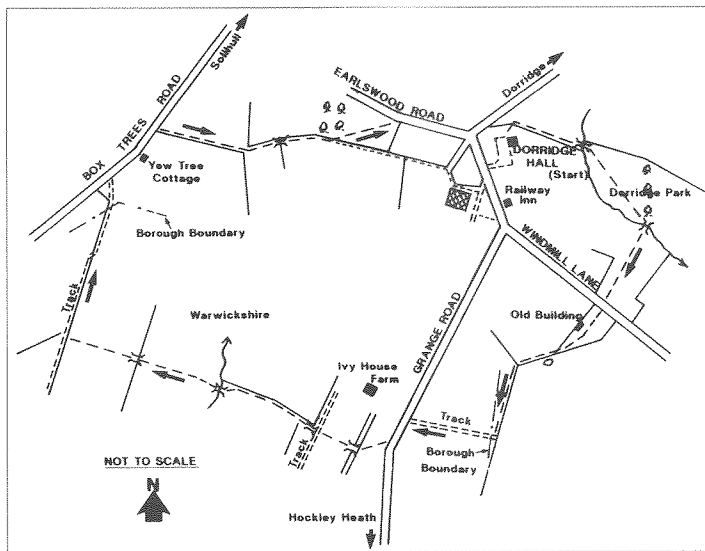 Solihull
BOX TREES ROAD
EARLSWOOD ROAD
Dorridge
Yew Tree
Cottage
DORRIDGE
HALL
(Start)
Dorridge Park
Railway
Inn
Borough Boundary
WINDMILL LANE
Track
Warwickshire
GRANGE ROAD
Old Building
Ivy House
Farm
Track
Track
Borough
Boundary
NOT TO SCALE
N
Hockley Heath